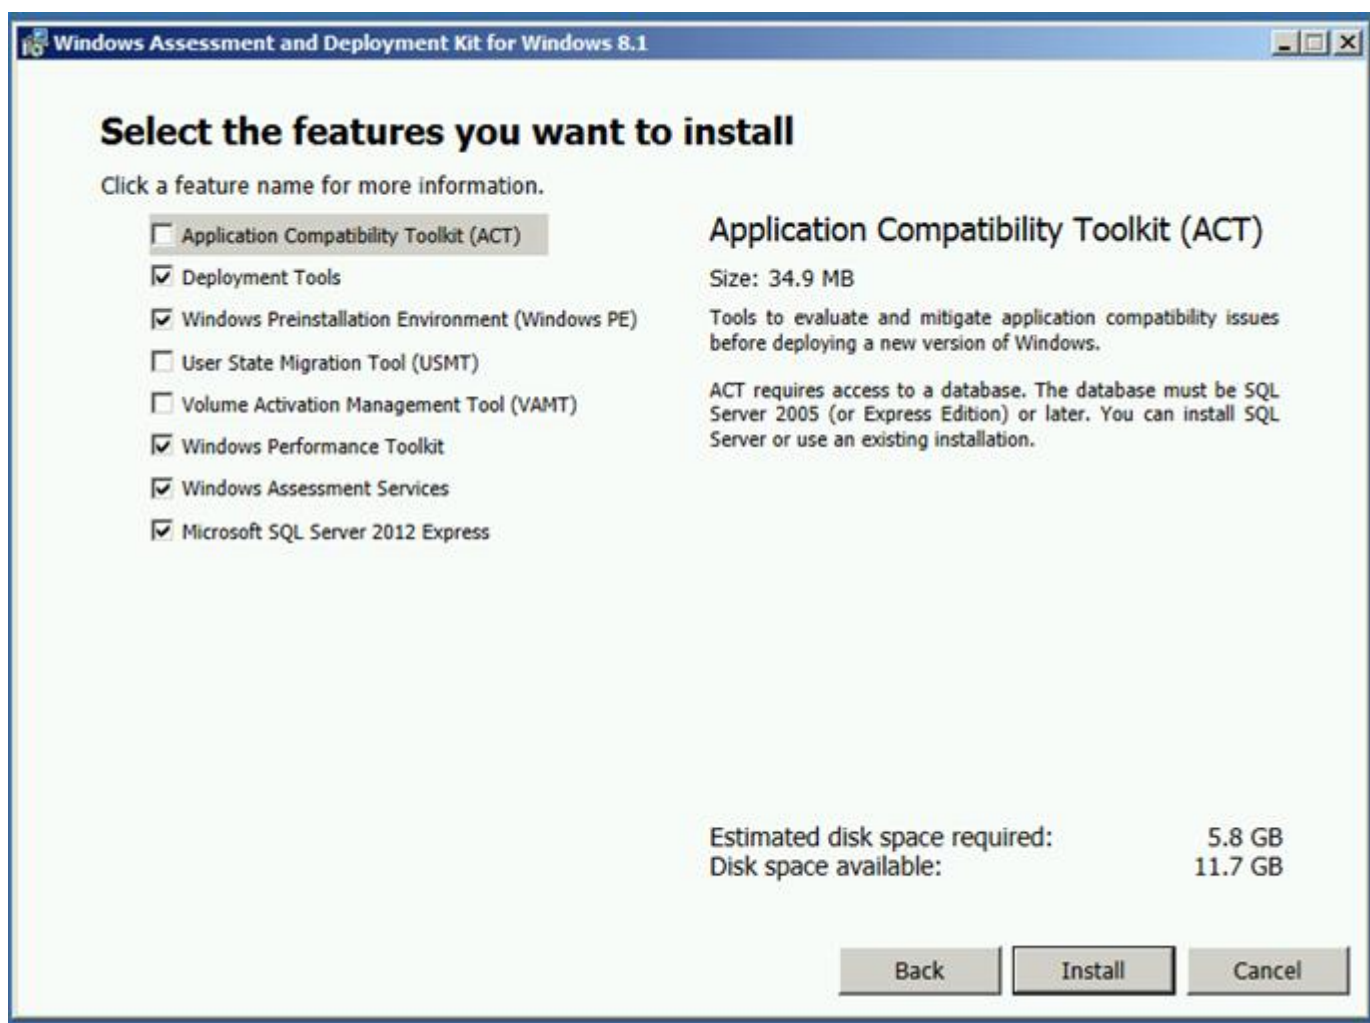 Windows Assessment and Deployment Kit for Windows 8.1
Select the features you want to install
Click a feature name for more information.
Application Compatibility Toolkit (ACT)
Deployment Tools
Windows Preinstallation Environment (Windows PE)
User State Migration Tool (USMT)
Volume Activation Management Tool (VAMT)
Windows Performance Toolkit
Windows Assessment Services
Microsoft SQL Server 2012 Express
Application Compatibility Toolkit (ACT)
Size: 34.9 MB
Tools to evaluate and mitigate application compatibility issues
before deploying a new version of Windows.
ACT requires access to a database. The database must be SQL
Server 2005 (or Express Edition) or later. You can install SQL
Server or use an existing installation.
Estimated disk space required: 5.8 GB
Disk space available: 11.7 GB
Back Install Cancel